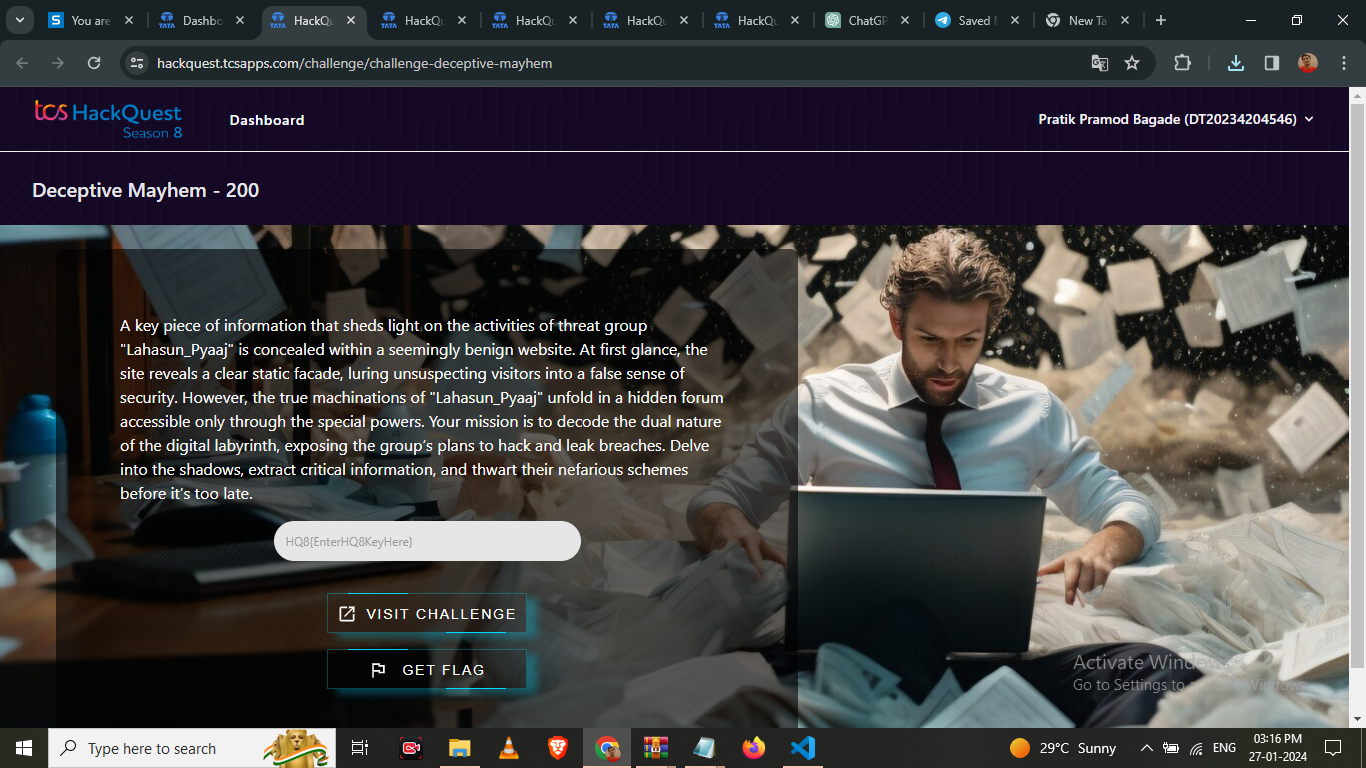 You are
Dashbo
HackQu
HackQu
HackQu
HackQu
HackQu
ChatGP
Saved M
New Ta
hackquest.tcsapps.com/challenge/challenge-deceptive-mayhem
tcs HackQuest
Season 8
Dashboard
Pratik Pramod Bagade (DT20234204546)
Deceptive Mayhem - 200
A key piece of information that sheds light on the activities of threat group
"Lahasun_Pyaaj" is concealed within a seemingly benign website. At first glance, the
site reveals a clear static facade, luring unsuspecting visitors into a false sense of
security. However, the true machinations of "Lahasun_Pyaaj" unfold in a hidden forum
accessible only through the special powers. Your mission is to decode the dual nature
of the digital labyrinth, exposing the group's plans to hack and leak breaches. Delve
into the shadows, extract critical information, and thwart their nefarious schemes
before it's too late.
HQ8{EnterHQ8KeyHere}
VISIT CHALLENGE
GET FLAG
Activate Windows
Go to Settings to activate Windows.
Type here to search
29°C Sunny
ENG
03:16 PM
27-01-2024